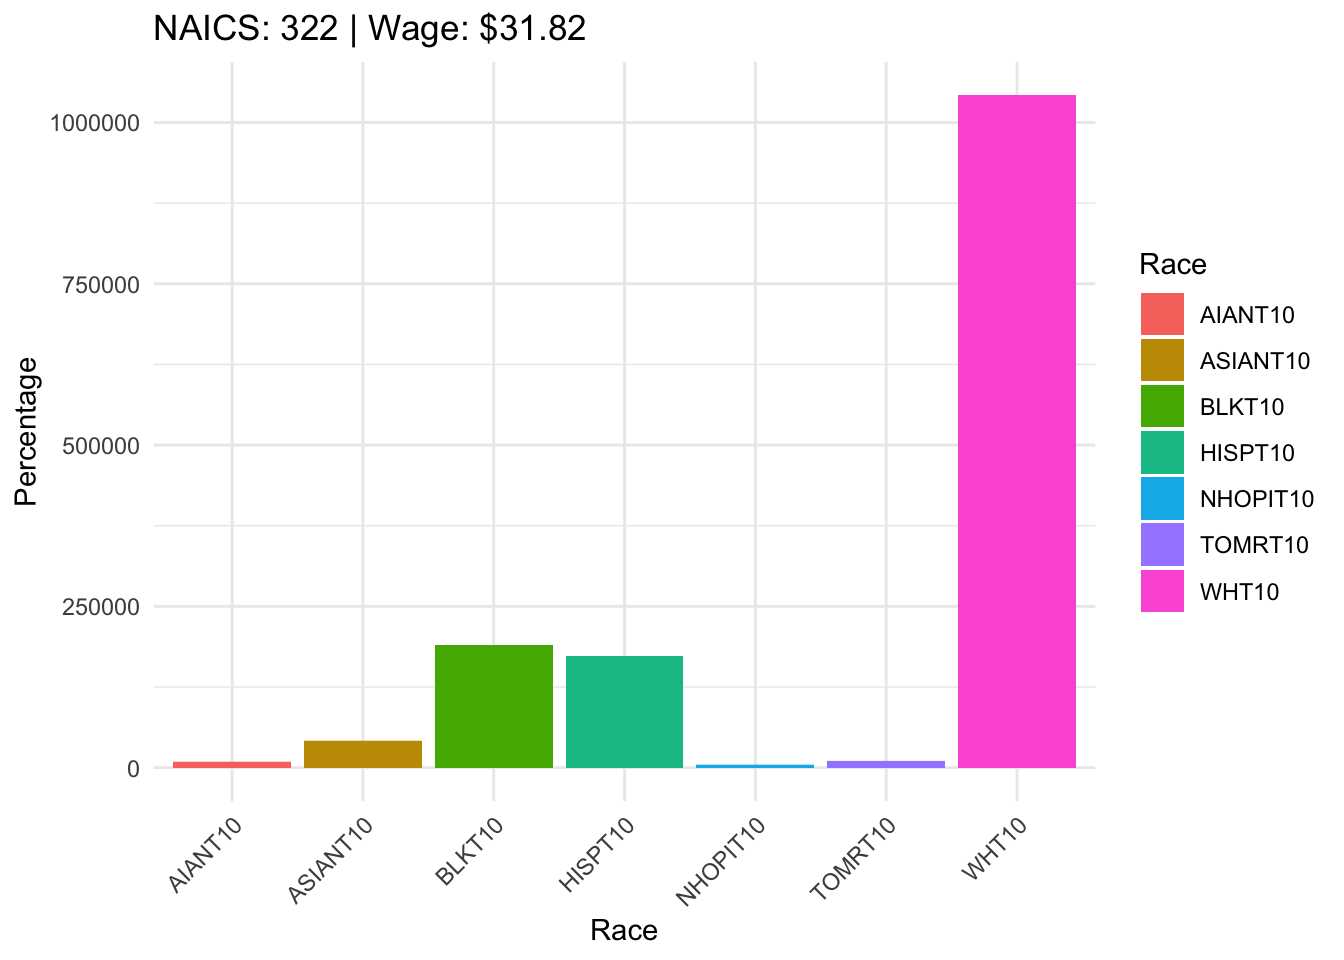 NAICS: 322 | Wage: $31.82
Percentage
1000000
750000
500000
250000
0
AIANT10
ASIANT10
BLKT10
HISPT10
NHOPIT10
TOMRT10
WHT10
Race
Race
AIANT10
ASIANT10
BLKT10
HISPT10
NHOPIT10
TOMRT10
WHT10